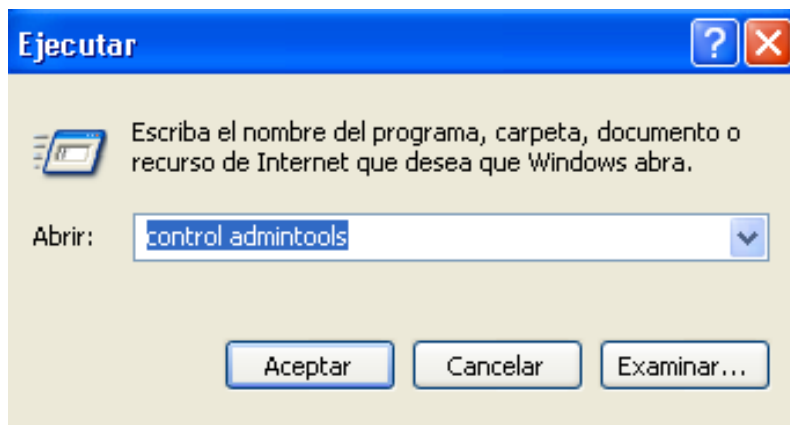 Ejecutar
Escriba el nombre del programa, carpeta, documento o
recurso de Internet que desea que Windows abra.
Abrir: control admintools
Aceptar Cancelar Examinar...